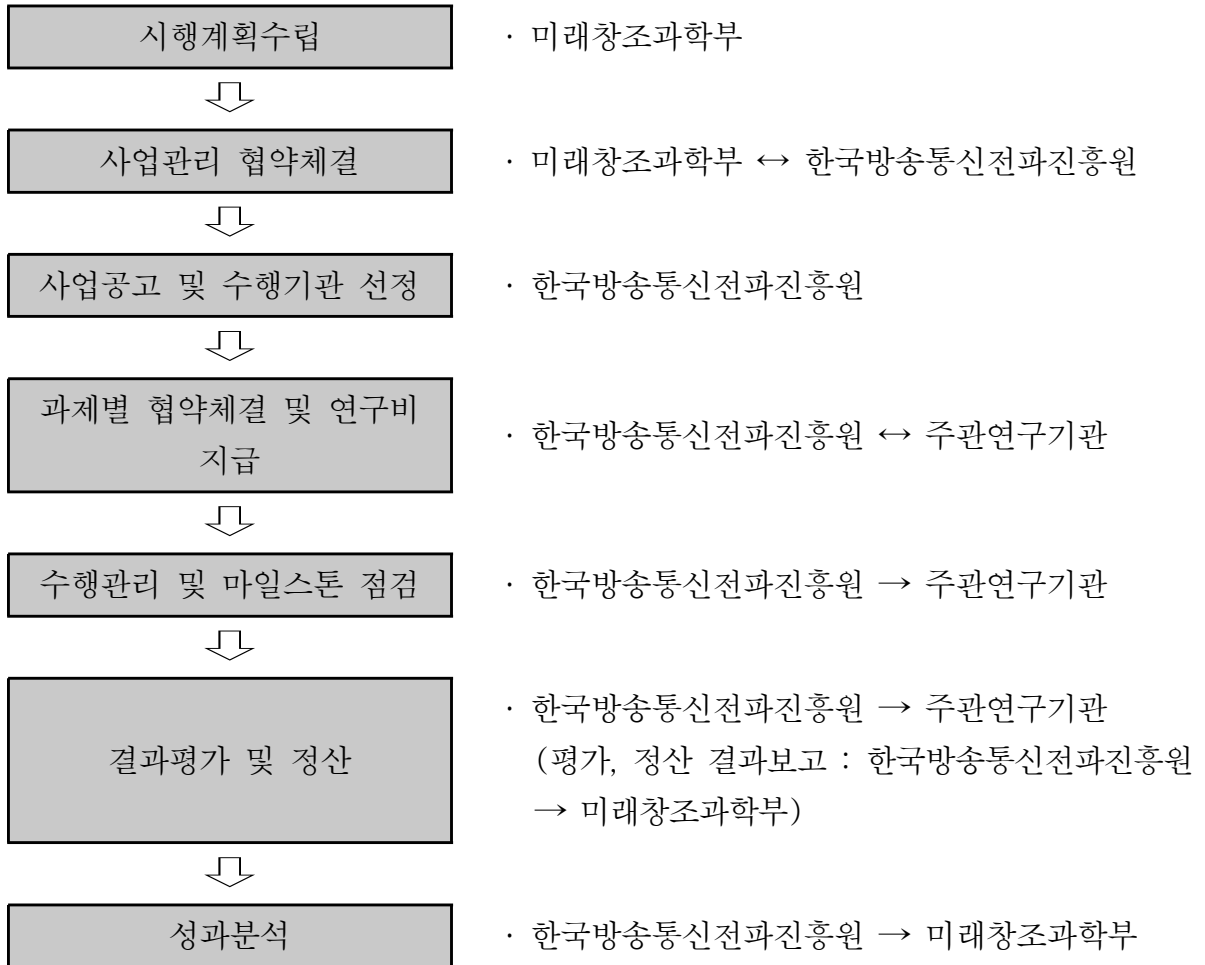 시행계획수립
· 미래창조과학부
사업관리 협약체결
· 미래창조과학부 ↔ 한국방송통신전파진흥원
사업공고 및 수행기관 선정
· 한국방송통신전파진흥원
과제별 협약체결 및 연구비
지급
· 한국방송통신전파진흥원 ↔ 주관연구기관
수행관리 및 마일스톤 점검
· 한국방송통신전파진흥원 → 주관연구기관
결과평가 및 정산
· 한국방송통신전파진흥원 → 주관연구기관
(평가, 정산 결과보고 : 한국방송통신전파진흥원
→ 미래창조과학부)
성과분석
· 한국방송통신전파진흥원 → 미래창조과학부